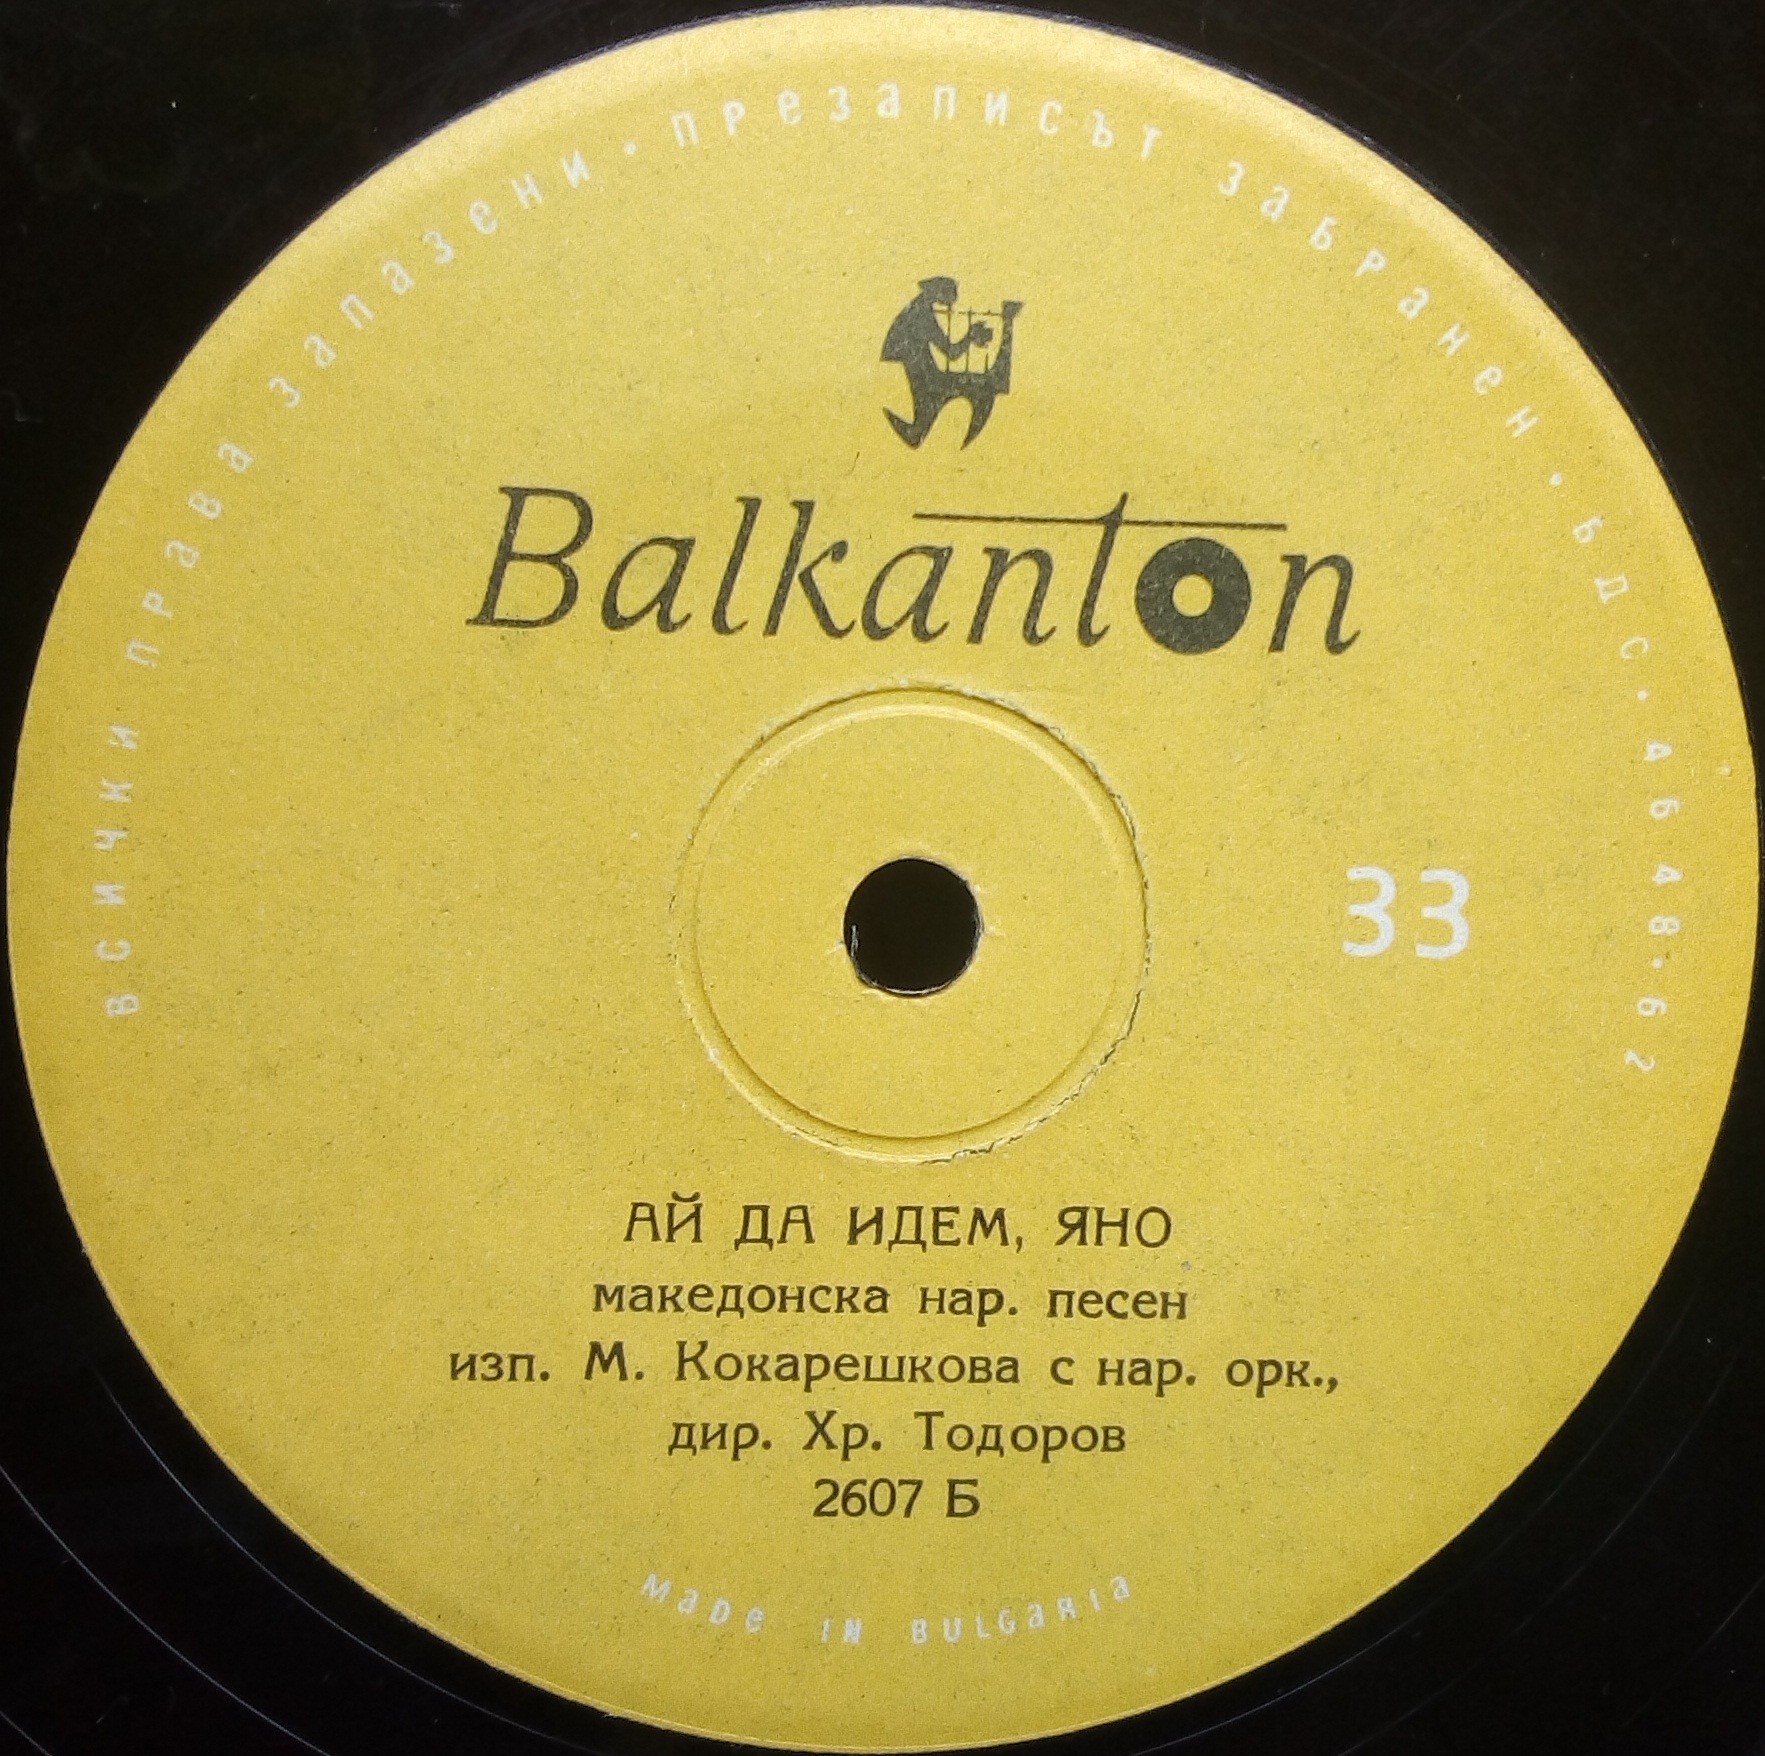 всички права запазени · презаписът забранен · бдс · 4648 · 62
Balkanton
33
АЙ ДА ИДЕМ, ЯНО
македонска нар. песен
изп. М. Кокарешкова с нар. орк.,
дир. Хр. Тодоров
2607 Б
made in Bulgaria